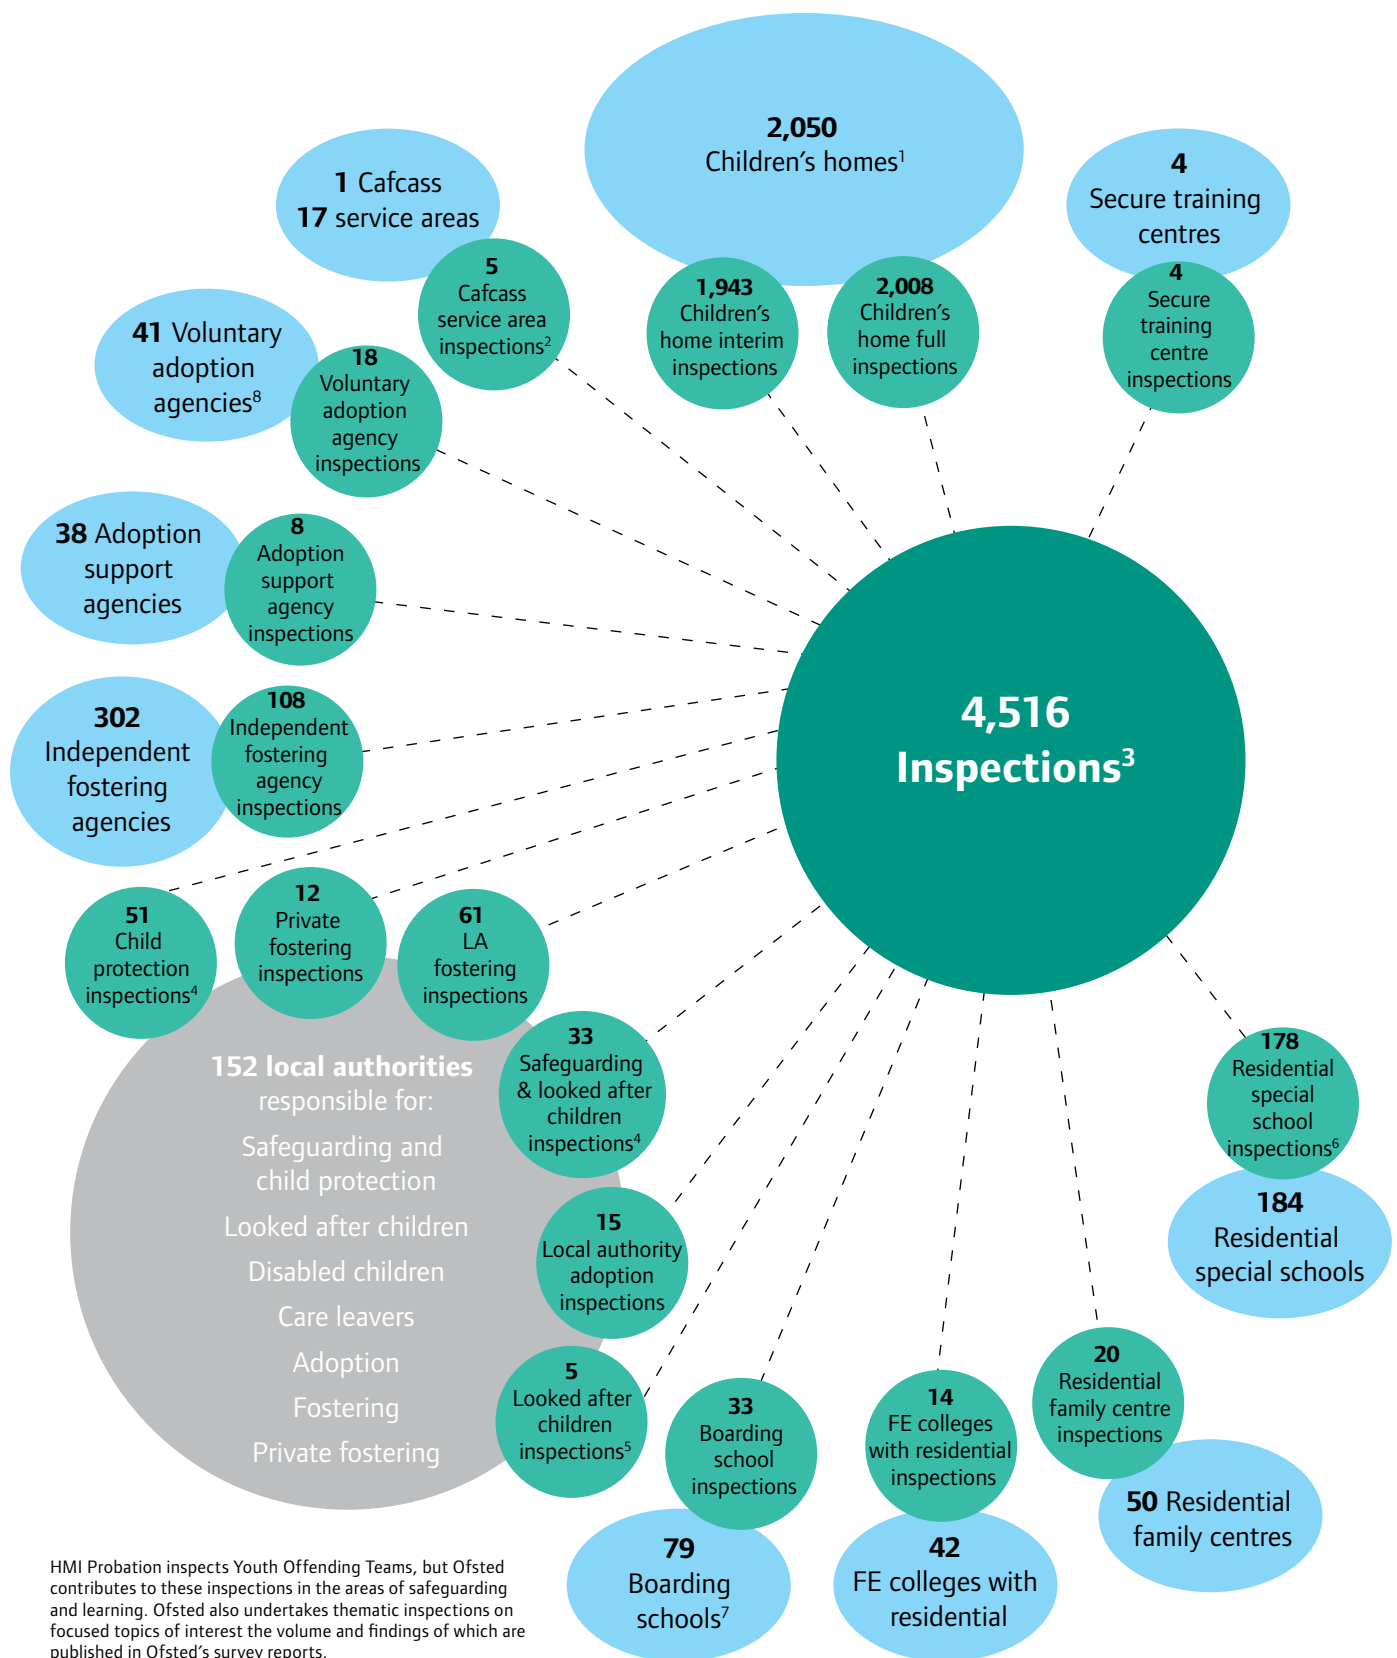 2,050
Children's homes1
1 Cafcass
17 service areas
4
Secure training
centres
5
Cafcass
service area
inspections2
1,943
Children's
home interim
inspections
2,008
Children's
home full
inspections
4
Secure
training
centre
inspections
41 Voluntary
adoption
agencies8
18
Voluntary
adoption
agency
inspections
38 Adoption
support
agencies
8
Adoption
support
agency
inspections
302
Independent
fostering
agencies
108
Independent
fostering
agency
inspections
4,516
Inspections3
51
Child
protection
inspections4
12
Private
fostering
inspections
61
LA
fostering
inspections
33
Safeguarding
& looked after
children
inspections4
152 local authorities
responsible for:
Safeguarding and
child protection
Looked after children
Disabled children
Care leavers
Adoption
Fostering
Private fostering
15
Local authority
adoption
inspections
5
Looked after
children
inspections5
178
Residential
special
school
inspections6
184
Residential
special schools
33
Boarding
school
inspections
79
Boarding
schools7
14
FE colleges
with residential
inspections
42
FE colleges with
residential
20
Residential
family centre
inspections
50 Residential
family centres
HMI Probation inspects Youth Offending Teams, but Ofsted
contributes to these inspections in the areas of safeguarding
and learning. Ofsted also undertakes thematic inspections on
focused topics of interest the volume and findings of which are
published in Ofsted's survey reports.